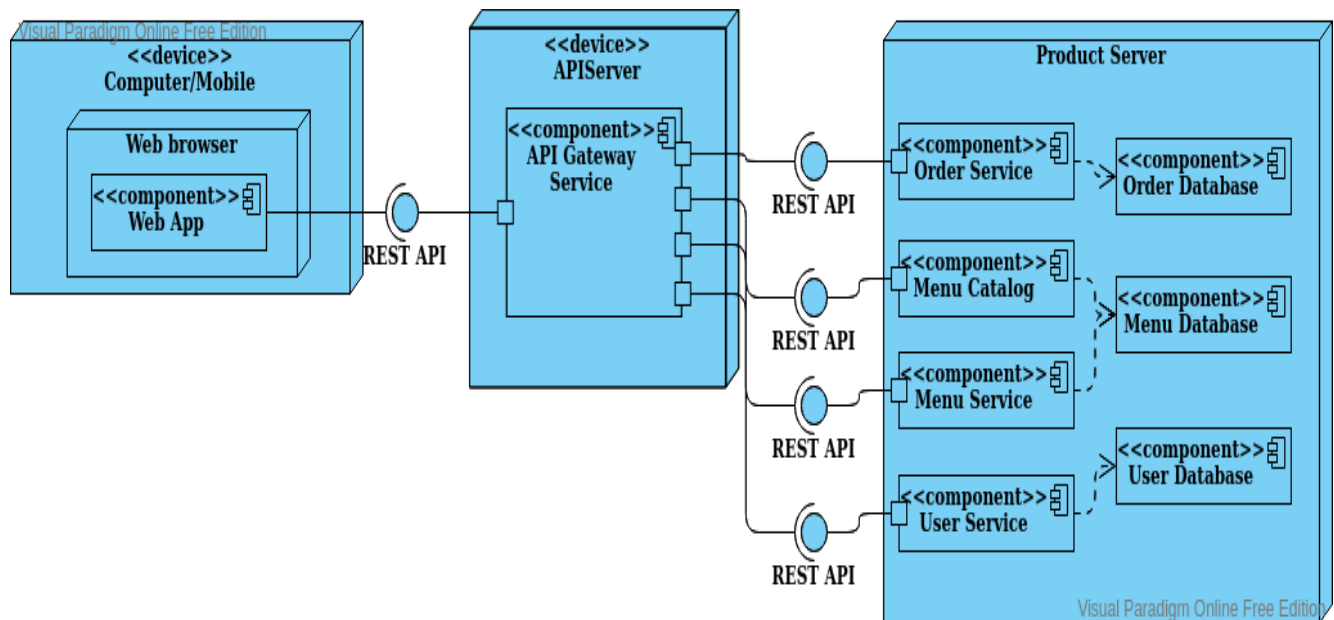 Visual Paradigm Online Free Edition
<<device>>
Computer/Mobile
Web browser
<<component>>
Web App
REST API
<<device>>
APIServer
<<component>>
API Gateway
Service
REST API
REST API
REST API
REST API
Product Server
<<component>>
Order Service
<<component>>
Order Database
<<component>>
Menu Catalog
<<component>>
Menu Database
<<component>>
Menu Service
<<component>>
User Database
<<component>>
User Service
Visual Paradigm Online Free Edition